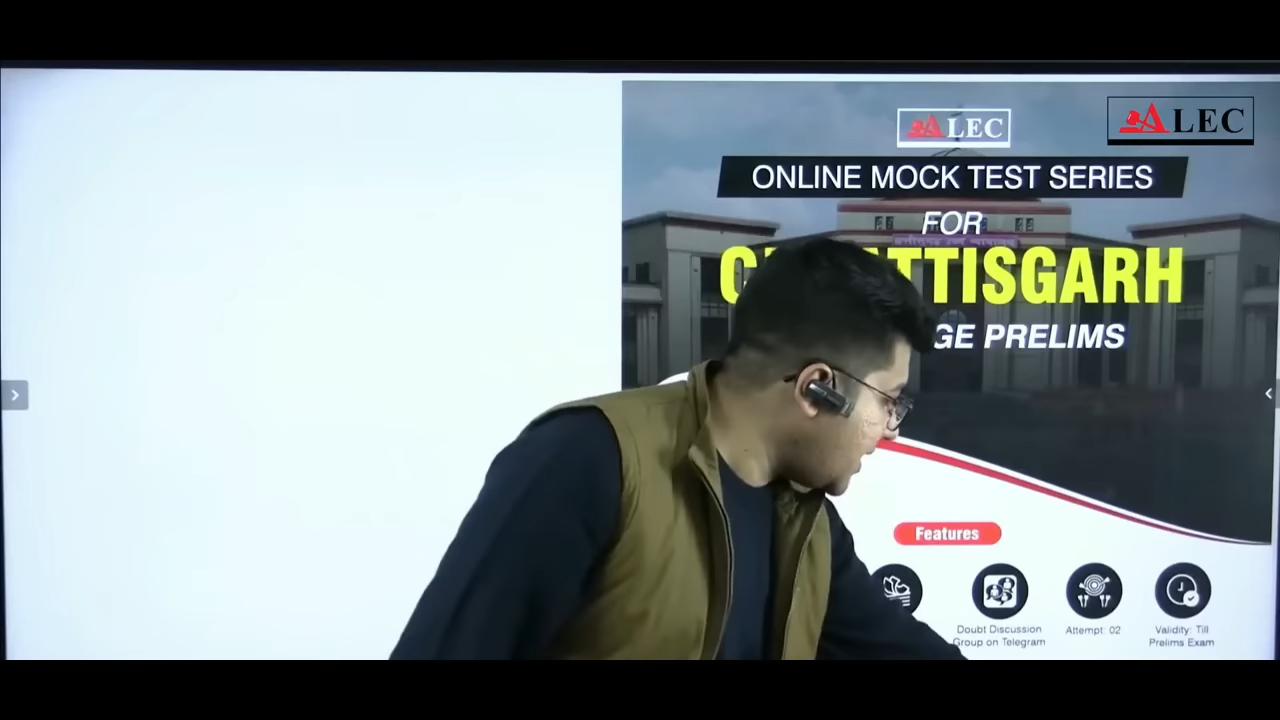 ALEC
ALEC
ONLINE MOCK TEST SERIES
FOR
TTISGARH
GE PRELIMS
Features
Doubt Discussion
Group on Telegram
Attempt: 02
Validity: Till
Prelims Exam